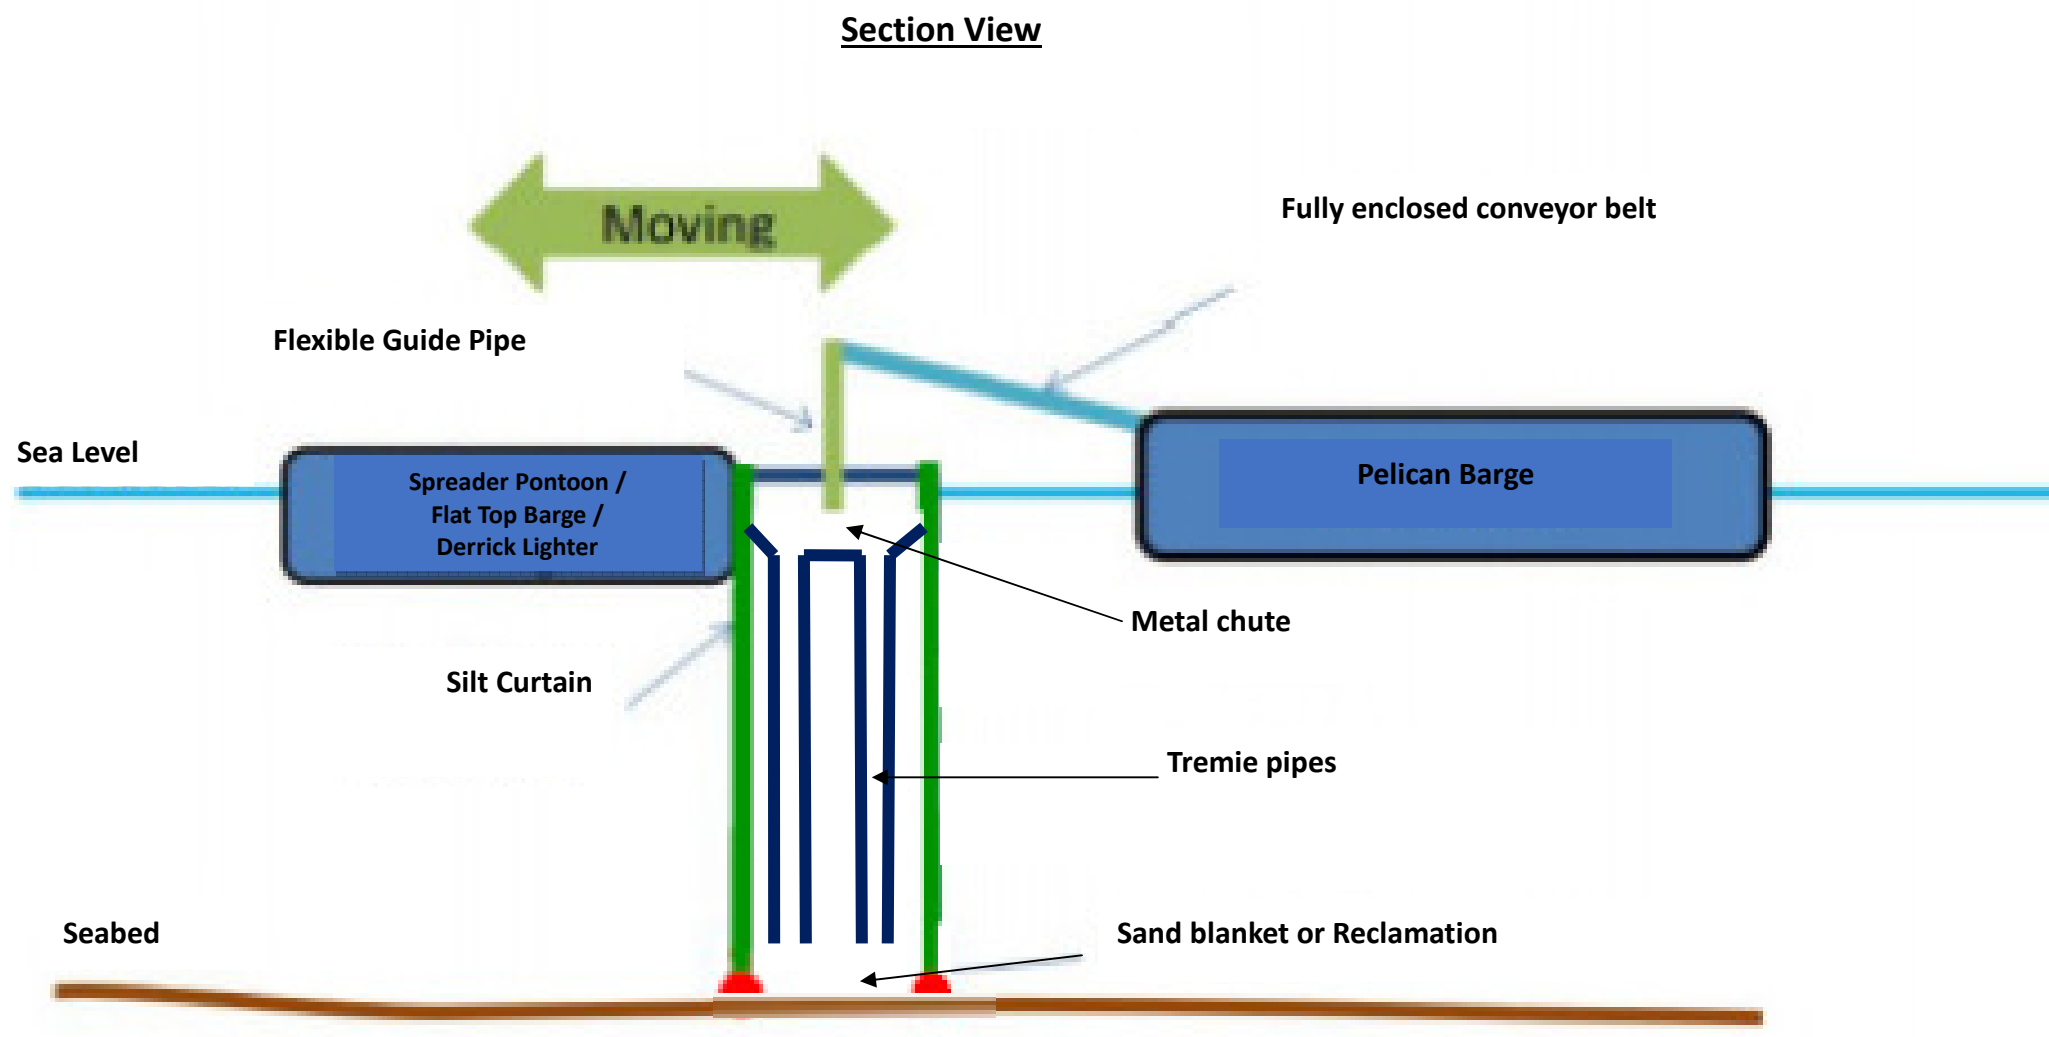 Section View
Moving
Fully enclosed conveyor belt
Flexible Guide Pipe
Sea Level
Spreader Pontoon /
Flat Top Barge /
Derrick Lighter
Pelican Barge
Metal chute
Silt Curtain
Tremie pipes
Seabed
Sand blanket or Reclamation